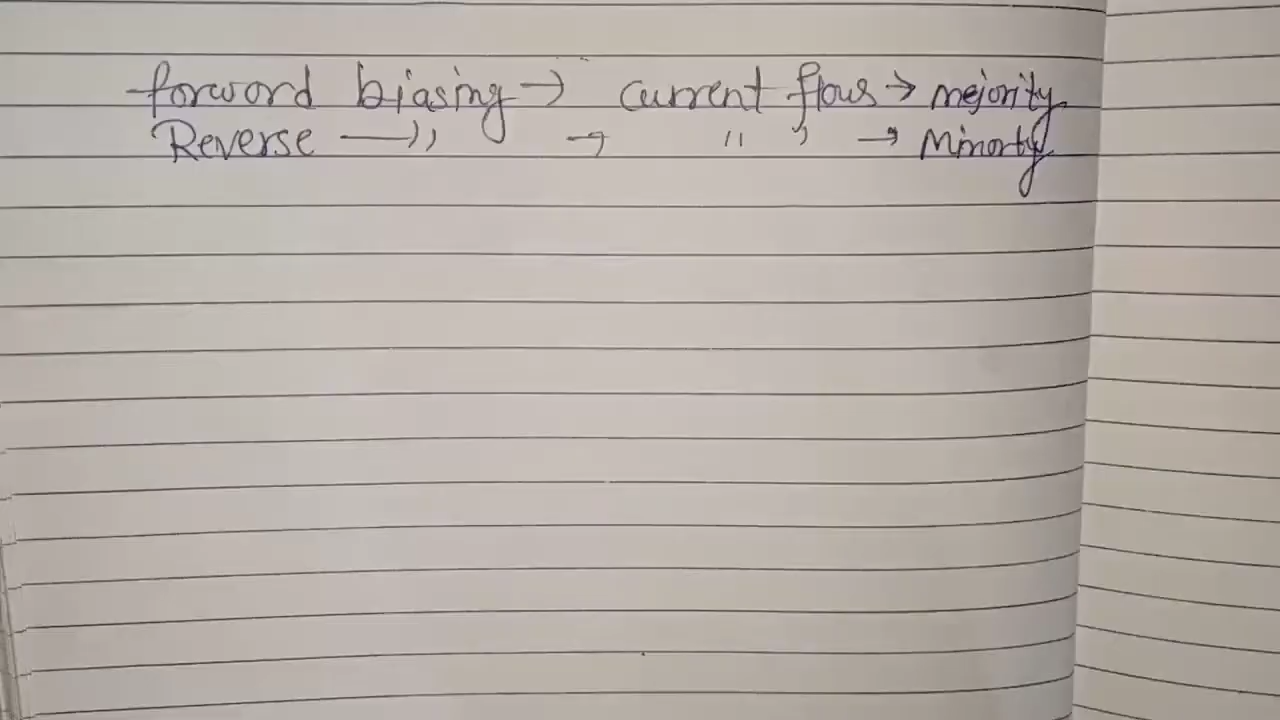 forword biasing → current flows → mejority
Reverse —〃 → 〃 → Minority